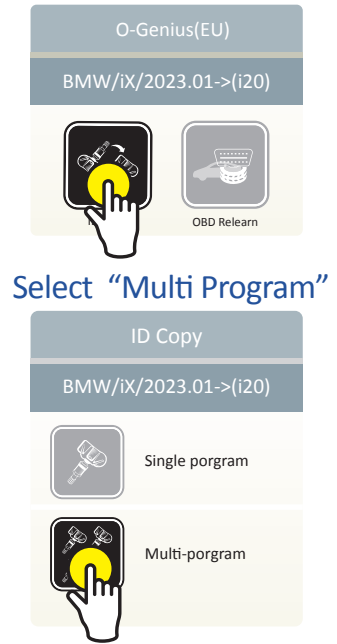 O-Genius(EU)
BMW/iX/2023.01->(i20)
OBD Relearn
Select “Multi Program”
ID Copy
BMW/iX/2023.01->(i20)
Single porgram
Multi-porgram